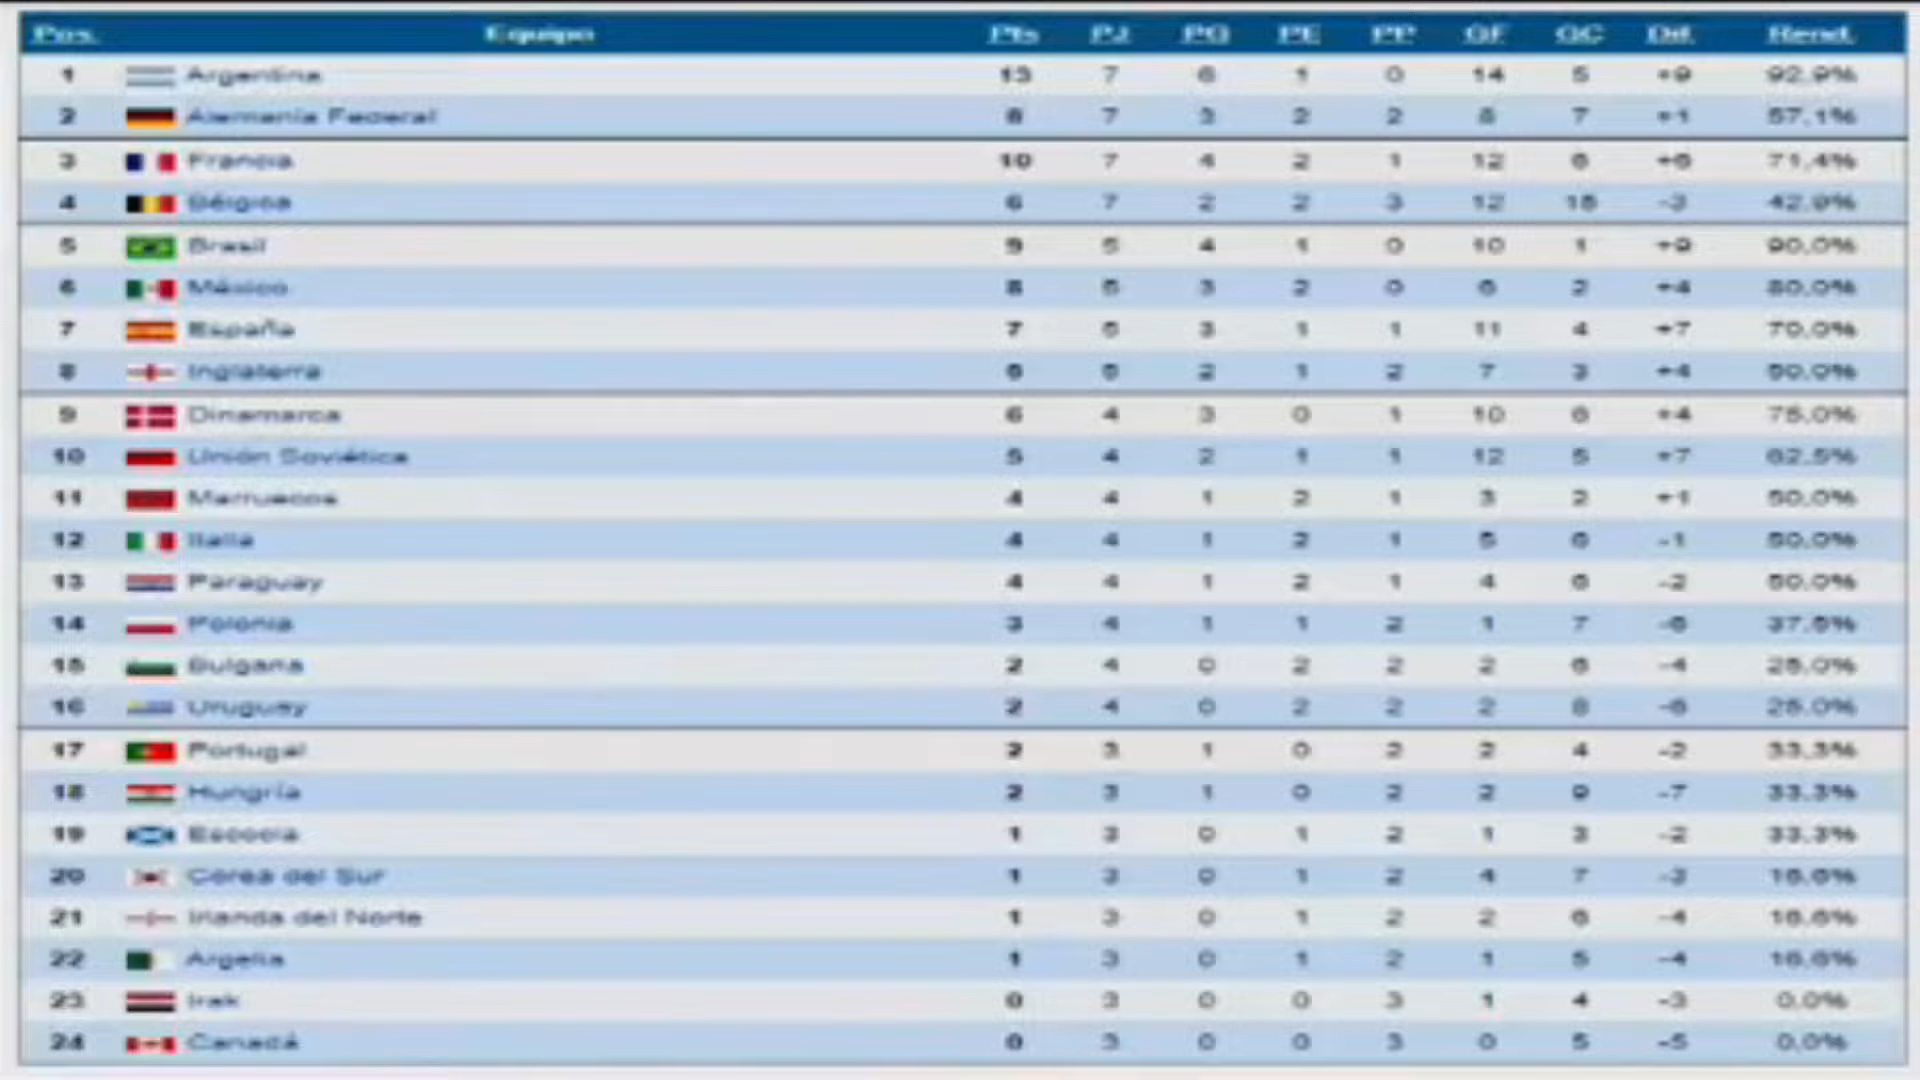 Pos. Equipo Pts PJ PG PE PP GF GC Dif. Rend.
1 Argentina 13 7 6 1 0 14 5 +9 92,9%
2 Alemania Federal 8 7 3 2 2 8 7 +1 57,1%
3 Francia 10 7 4 2 1 12 6 +6 71,4%
4 Bélgica 6 7 2 2 3 12 15 -3 42,9%
5 Brasil 9 5 4 1 0 10 1 +9 90,0%
6 México 8 5 3 2 0 6 2 +4 80,0%
7 España 7 5 3 1 1 11 4 +7 70,0%
8 Inglaterra 5 5 2 1 2 7 3 +4 50,0%
9 Dinamarca 6 4 3 0 1 10 6 +4 75,0%
10 Unión Soviética 5 4 2 1 1 12 5 +7 62,5%
11 Marruecos 4 4 1 2 1 3 2 +1 50,0%
12 Italia 4 4 1 2 1 5 6 -1 50,0%
13 Paraguay 4 4 1 2 1 4 6 -2 50,0%
14 Polonia 3 4 1 1 2 1 7 -6 37,5%
15 Bulgaria 2 4 0 2 2 2 6 -4 25,0%
16 Uruguay 2 4 0 2 2 2 8 -6 25,0%
17 Portugal 2 3 1 0 2 2 4 -2 33,3%
18 Hungría 2 3 1 0 2 2 9 -7 33,3%
19 Escocia 1 3 0 1 2 1 3 -2 33,3%
20 Corea del Sur 1 3 0 1 2 4 7 -3 16,6%
21 Irlanda del Norte 1 3 0 1 2 2 6 -4 16,6%
22 Argelia 1 3 0 1 2 1 5 -4 16,6%
23 Irak 0 3 0 0 3 1 4 -3 0,0%
24 Canadá 0 3 0 0 3 0 5 -5 0,0%